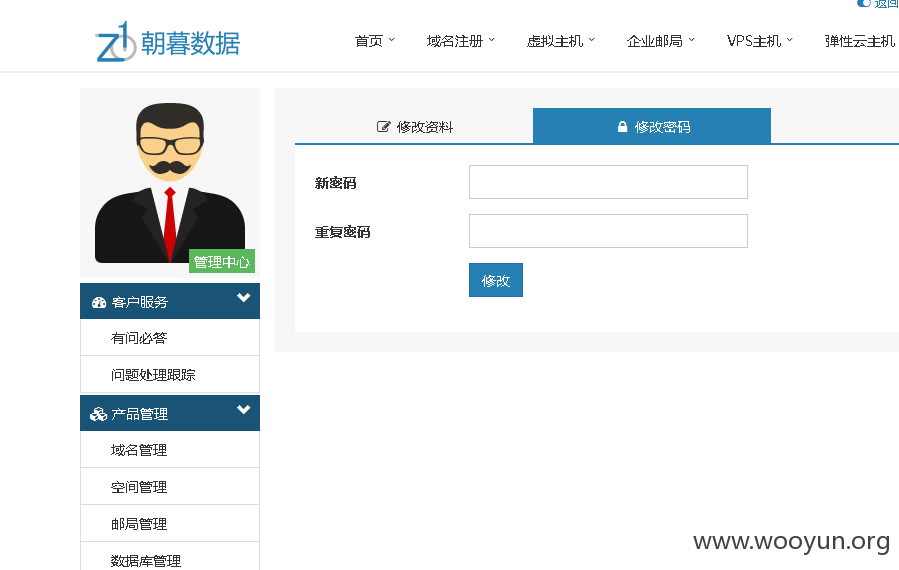 返回
朝暮数据
首页 域名注册 虚拟主机 企业邮局 VPS主机 弹性云主机
修改资料 修改密码
新密码
重复密码
修改
管理中心
客户服务
有问必答
问题处理跟踪
产品管理
域名管理
空间管理
邮局管理
数据库管理
www.wooyun.org